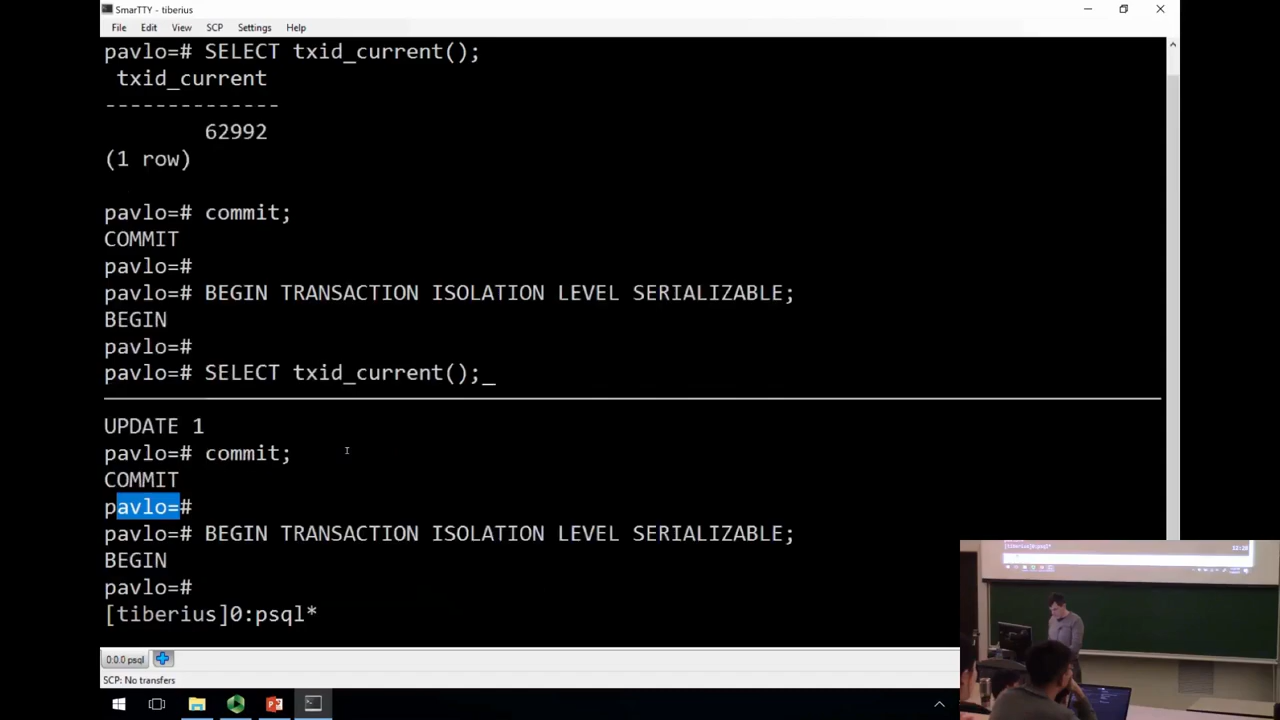 SmarTTY - tiberius
File Edit View SCP Settings Help
pavlo=# SELECT txid_current();
txid_current
--------------
62992
(1 row)
pavlo=# commit;
COMMIT
pavlo=#
pavlo=# BEGIN TRANSACTION ISOLATION LEVEL SERIALIZABLE;
BEGIN
pavlo=#
pavlo=# SELECT txid_current();_
UPDATE 1
pavlo=# commit;
COMMIT
pavlo=#
pavlo=# BEGIN TRANSACTION ISOLATION LEVEL SERIALIZABLE;
BEGIN
pavlo=#
[tiberius]0:psql*
0:0.0 psql
SCP: No transfers